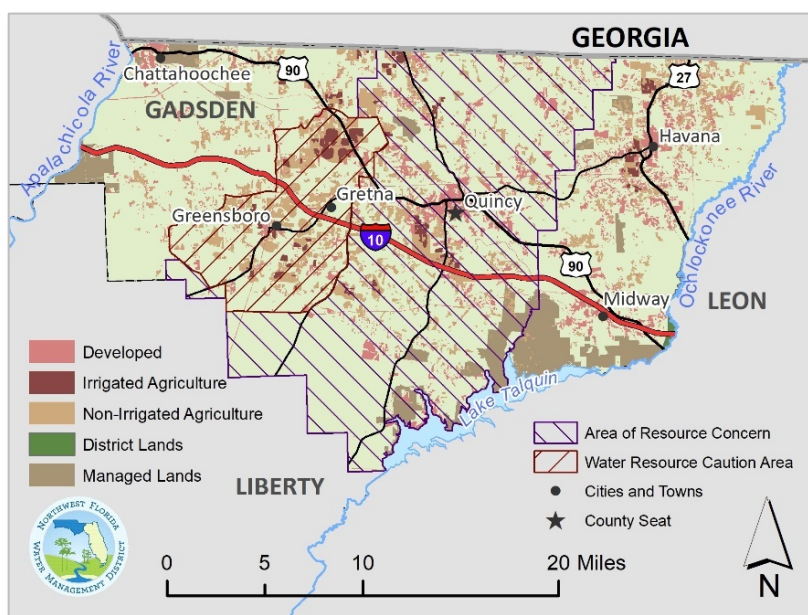 GEORGIA
Chattahoochee
90
27
GADSDEN
Apalachicola River
Havana
Gretna
Quincy
Greensboro
10
Ochlockonee River
90
Midway
LEON
Developed
Irrigated Agriculture
Non-Irrigated Agriculture
District Lands
Managed Lands
Lake Talquin
LIBERTY
Area of Resource Concern
Water Resource Caution Area
Cities and Towns
County Seat
NORTHWEST FLORIDA
WATER MANAGEMENT DISTRICT
0 5 10 20 Miles
N